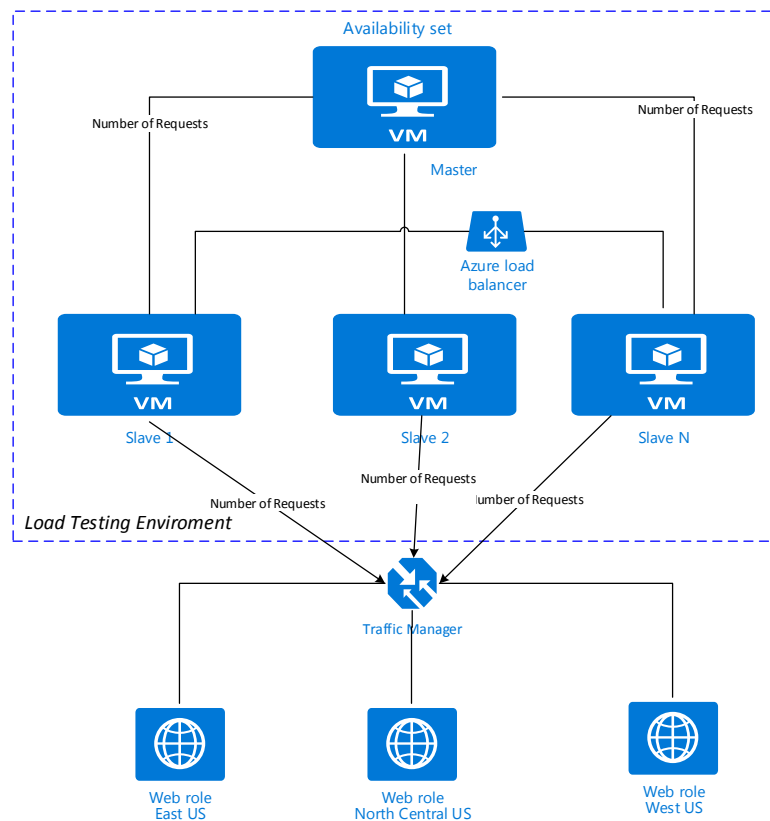 Availability set
VM
Number of Requests
Number of Requests
Master
Azure load
balancer
VM
VM
VM
Slave 1
Slave 2
Slave N
Number of Requests
Number of Requests
umber of Requests
Load Testing Enviroment
Traffic Manager
Web role
East US
Web role
North Central US
Web role
West US